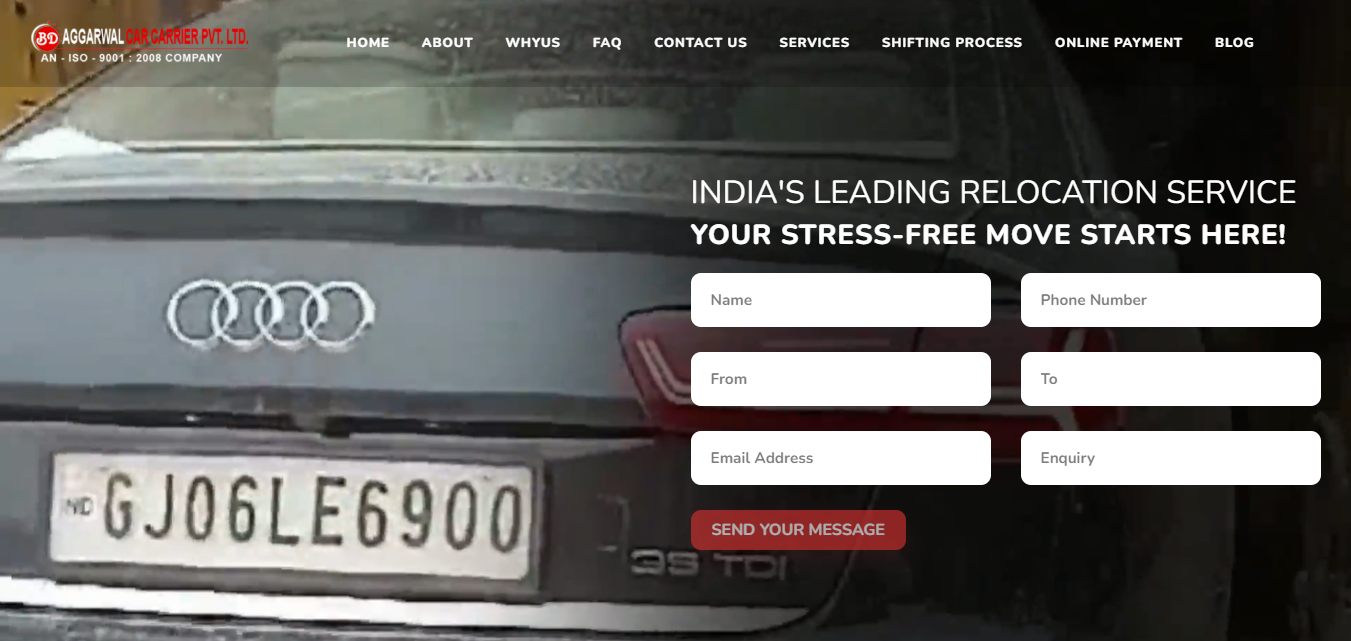 BD AGGARWAL CAR CARRIER PVT. LTD.
AN - ISO - 9001 : 2008 COMPANY
HOME ABOUT WHYUS FAQ CONTACT US SERVICES SHIFTING PROCESS ONLINE PAYMENT BLOG
INDIA'S LEADING RELOCATION SERVICE
YOUR STRESS-FREE MOVE STARTS HERE!
Name Phone Number
From To
Email Address Enquiry
SEND YOUR MESSAGE
IND GJ06LE6900
35 TDI